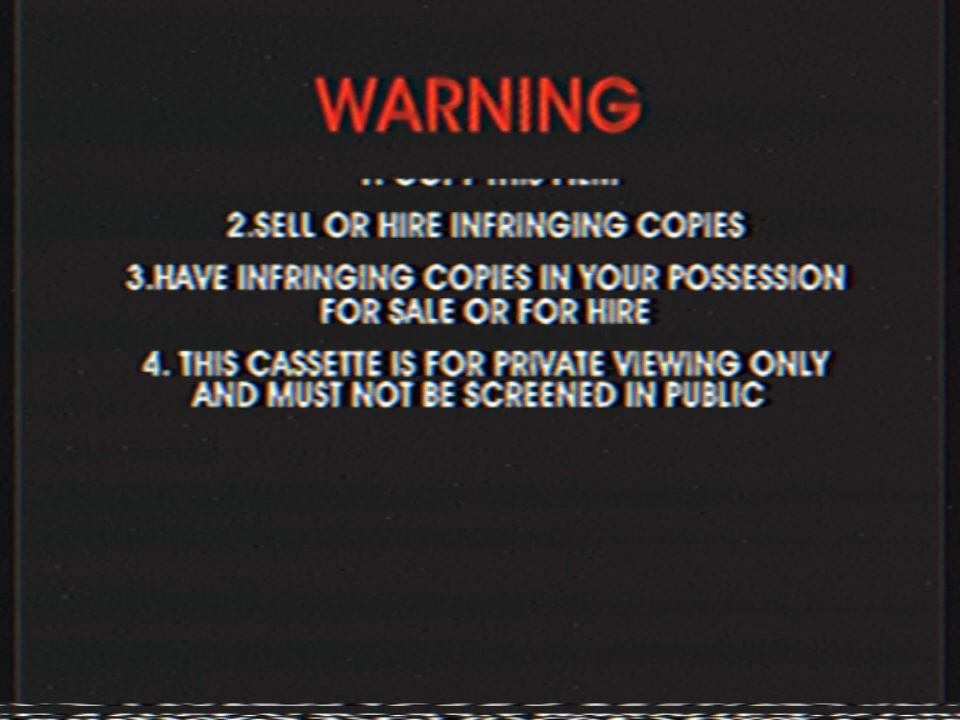 WARNING
2.SELL OR HIRE INFRINGING COPIES
3.HAVE INFRINGING COPIES IN YOUR POSSESSION
FOR SALE OR FOR HIRE
4. THIS CASSETTE IS FOR PRIVATE VIEWING ONLY
AND MUST NOT BE SCREENED IN PUBLIC